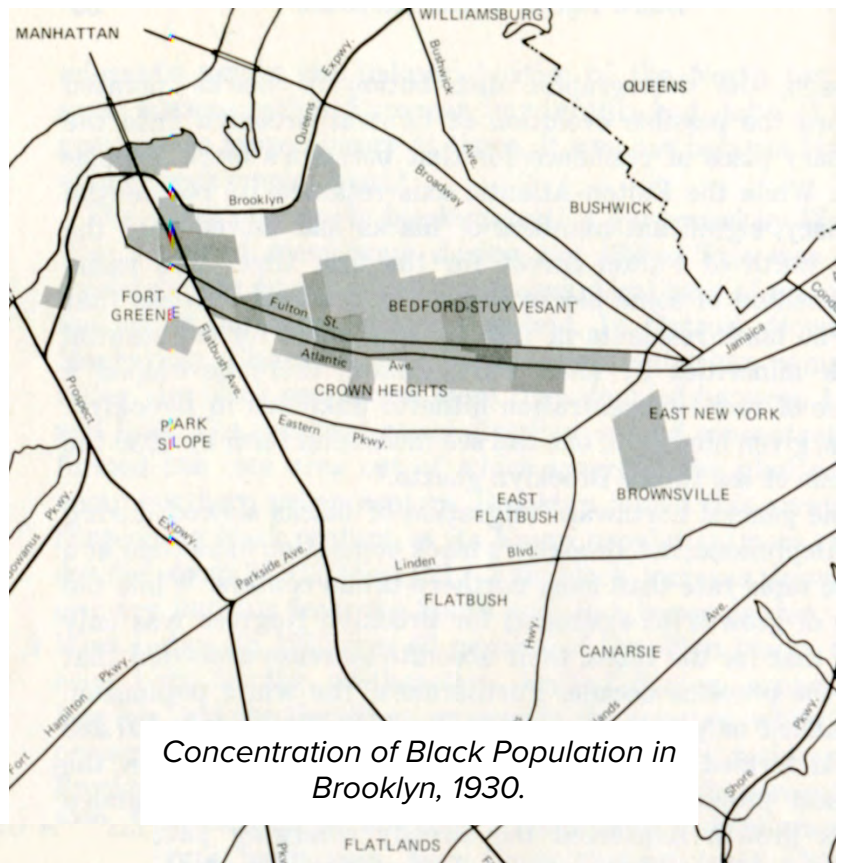 WILLIAMSBURG
MANHATTAN
Expwy.
Bushwick
QUEENS
Queens
Ave.
Broadway
Brooklyn
BUSHWICK
FORT
GREENE
Fulton
St.
BEDFORD-STUYVESANT
Jamaica
Flatbush Ave.
Atlantic
Ave.
CROWN HEIGHTS
Prospect
PARK
SLOPE
Eastern
Pkwy.
EAST NEW YORK
BROWNSVILLE
EAST
FLATBUSH
Pkwy.
Expwy.
Parkside Ave.
Linden
Blvd.
FLATBUSH
Hwy.
Ave.
CANARSIE
Pkwy.
Hamilton
Fort
Pkwy.
Shore
Concentration of Black Population in
Brooklyn, 1930.
FLATLANDS